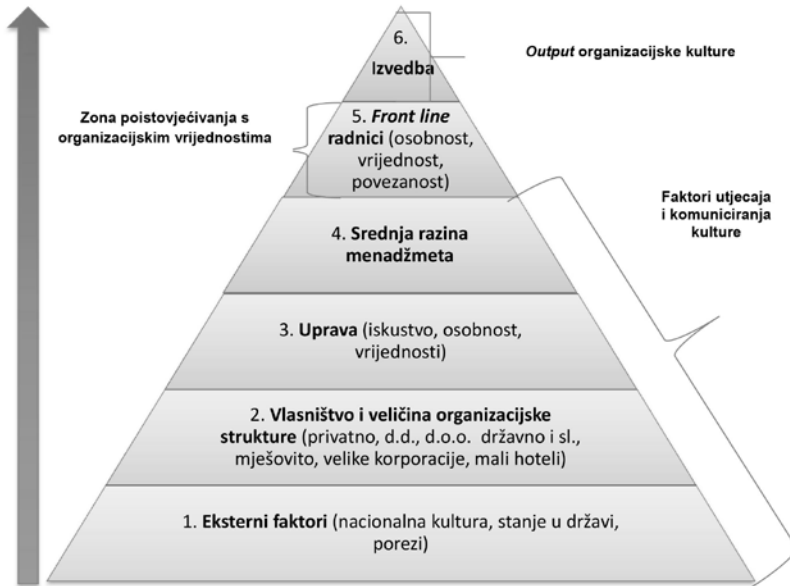 6.
Izvedba
Output organizacijske kulture
Zona poistovjećivanja s
organizacijskim vrijednostima
5. Front line
radnici (osobnost,
vrijednost,
povezanost)
Faktori utjecaja
i komuniciranja
kulture
4. Srednja razina
menadžmeta
3. Uprava (iskustvo, osobnost,
vrijednosti)
2. Vlasništvo i veličina organizacijske
strukture (privatno, d.d., d.o.o. državno i sl.,
mješovito, velike korporacije, mali hoteli)
1. Eksterni faktori (nacionalna kultura, stanje u državi,
porezi)